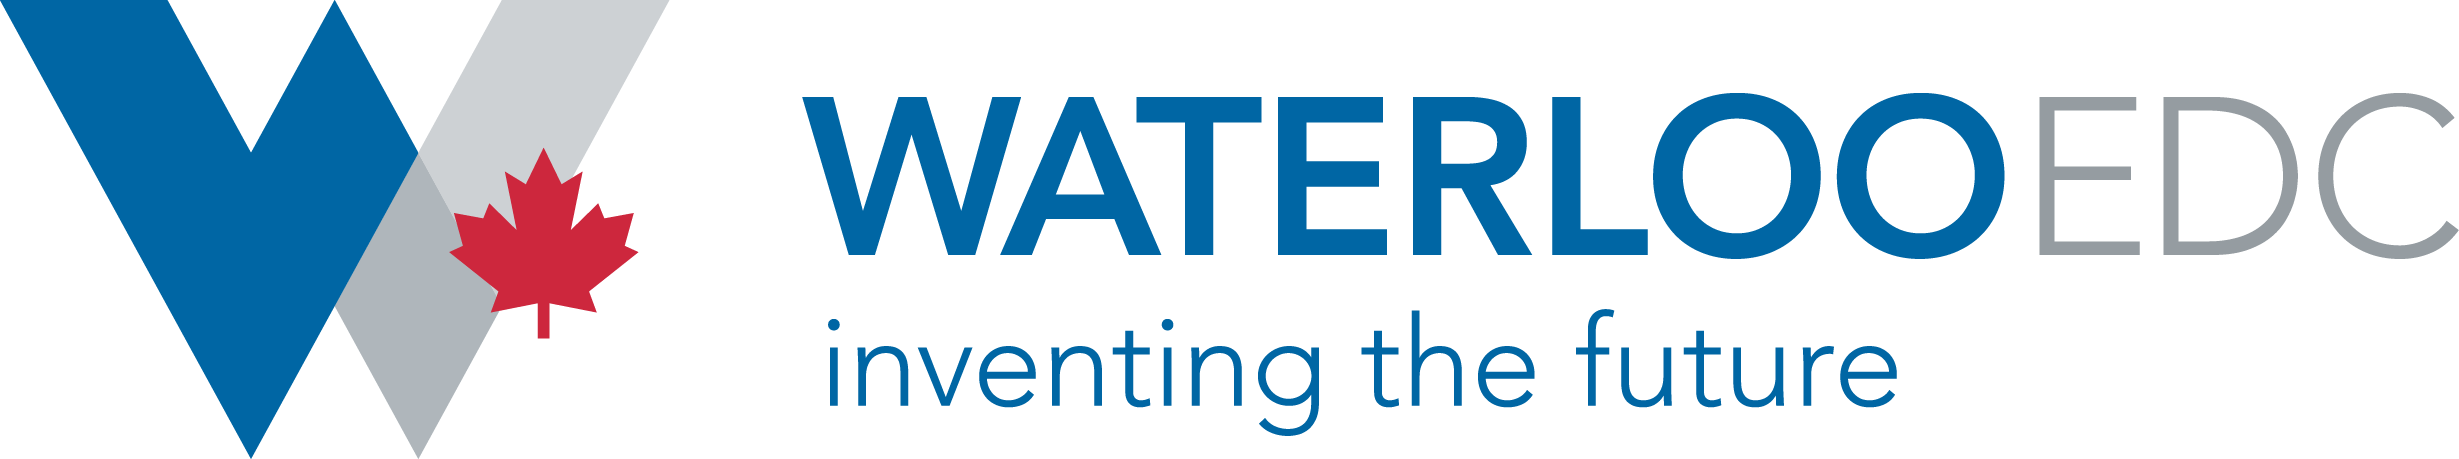 WATERLOOEDC
inventing the future